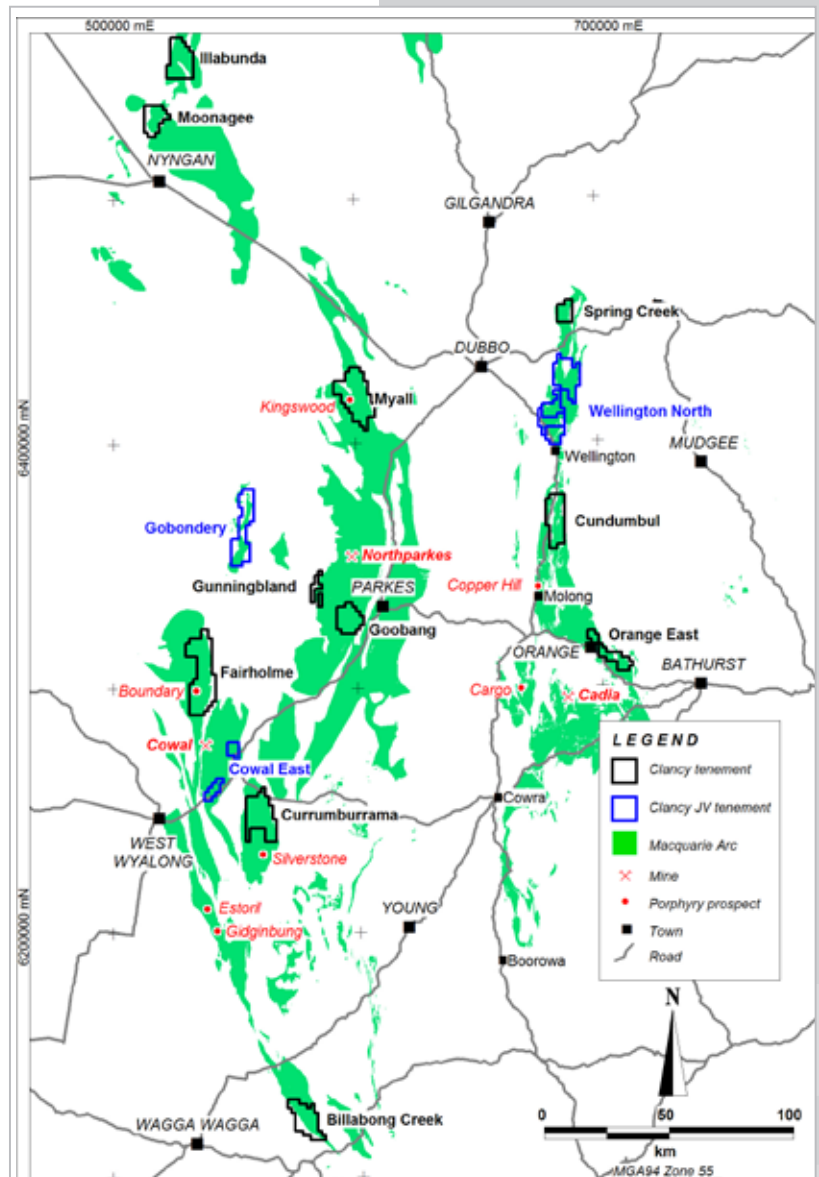 500000 mE
700000 mE
Illabunda
Moonagee
NYNGAN
GILGANDRA
Spring Creek
DUBBO
Kingswood
Myall
6400000 mN
Wellington North
MUDGEE
Wellington
Gobondery
Cundumbul
Northparkes
Gunningbland
PARKES
Copper Hill
Molong
Goobang
Orange East
ORANGE
Fairholme
BATHURST
Boundary
Cargo
Cadia
Cowal
Cowal East
LEGEND
Clancy tenement
Clancy JV tenement
Macquarie Arc
Mine
Porphyry prospect
Town
Road
Cowra
Currumburrama
WEST
WYALONG
Silverstone
Estoril
YOUNG
Gidginbung
6200000 mN
Boorowa
N
Billabong Creek
WAGGA WAGGA
0 50 100
km
MGA94 Zone 55